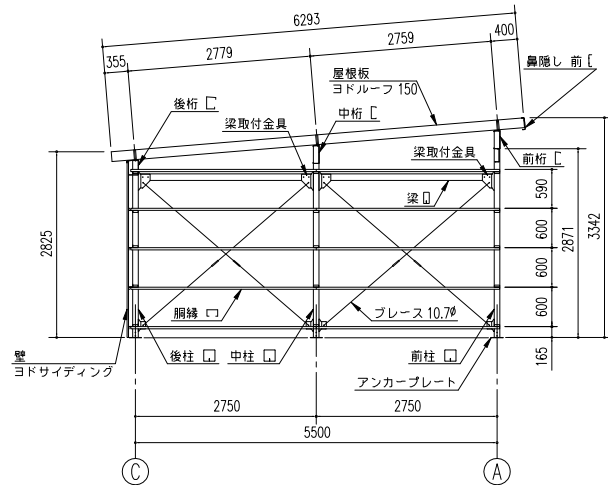 6293
355
2779
2759
400
鼻隠し 前[
屋根板
ヨドルーフ 150
後桁
中桁
梁取付金具
梁取付金具
前桁
梁
590
600
600
600
165
2871
3342
2825
胴縁
ブレース 10.7φ
壁
ヨドサイディング
後柱
中柱
前柱
アンカープレート
2750
2750
5500
C
A